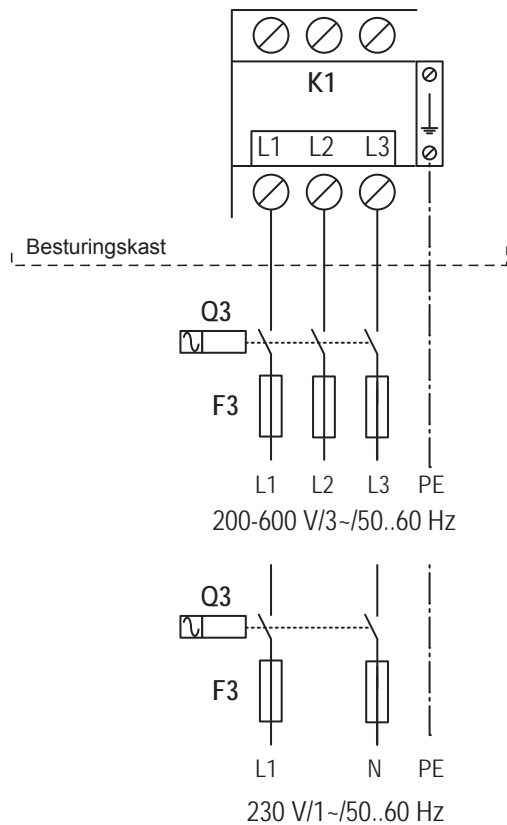 K1
L1 L2 L3
Besturingskast
Q3
F3
L1 L2 L3 PE
200-600 V/3~/50..60 Hz
Q3
F3
L1 N PE
230 V/1~/50..60 Hz